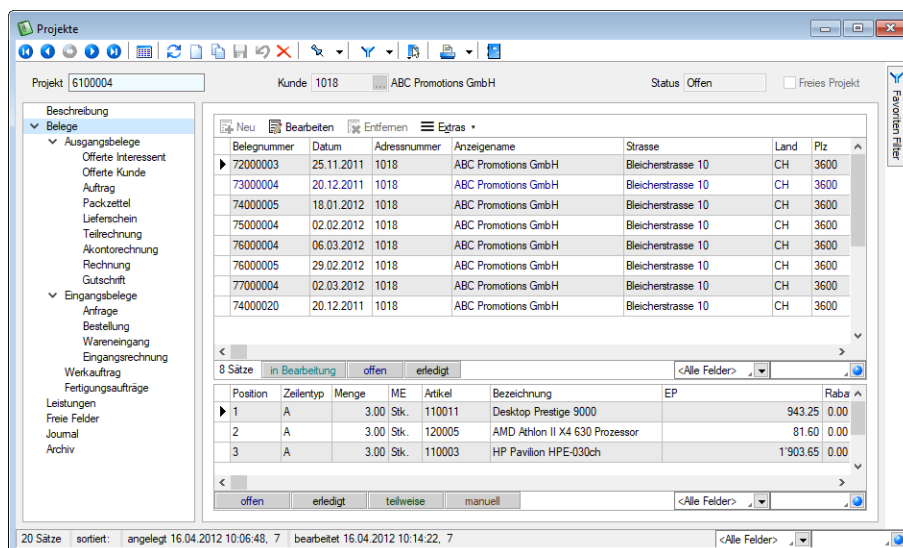 Projekte
Projekt 6100004 Kunde 1018 ... ABC Promotions GmbH Status Offen Freies Projekt
Favoriten Filter
Beschreibung
Belege
Ausgangsbelege
Offerte Interessent
Offerte Kunde
Auftrag
Packzettel
Lieferschein
Teilrechnung
Akontorechnung
Rechnung
Gutschrift
Eingangsbelege
Anfrage
Bestellung
Wareneingang
Eingangsrechnung
Werkauftrag
Fertigungsaufträge
Leistungen
Freie Felder
Journal
Archiv
Neu Bearbeiten Entfernen Extras
Belegnummer Datum Adressnummer Anzeigename Strasse Land Plz
72000003 25.11.2011 1018 ABC Promotions GmbH Bleicherstrasse 10 CH 3600
73000004 20.12.2011 1018 ABC Promotions GmbH Bleicherstrasse 10 CH 3600
74000005 18.01.2012 1018 ABC Promotions GmbH Bleicherstrasse 10 CH 3600
75000004 02.02.2012 1018 ABC Promotions GmbH Bleicherstrasse 10 CH 3600
76000004 06.03.2012 1018 ABC Promotions GmbH Bleicherstrasse 10 CH 3600
76000005 29.02.2012 1018 ABC Promotions GmbH Bleicherstrasse 10 CH 3600
77000004 02.03.2012 1018 ABC Promotions GmbH Bleicherstrasse 10 CH 3600
74000020 20.12.2011 1018 ABC Promotions GmbH Bleicherstrasse 10 CH 3600
8 Sätze in Bearbeitung offen erledigt <Alle Felder>
Position Zeilentyp Menge ME Artikel Bezeichnung EP Raba
1 A 3.00 Stk. 110011 Desktop Prestige 9000 943.25 0.00
2 A 3.00 Stk. 120005 AMD Athlon II X4 630 Prozessor 81.60 0.00
3 A 3.00 Stk. 110003 HP Pavilion HPE-030ch 1'903.65 0.00
offen erledigt teilweise manuell <Alle Felder>
20 Sätze sortiert: angelegt 16.04.2012 10:06:48, 7 bearbeitet 16.04.2012 10:14:22, 7 <Alle Felder>